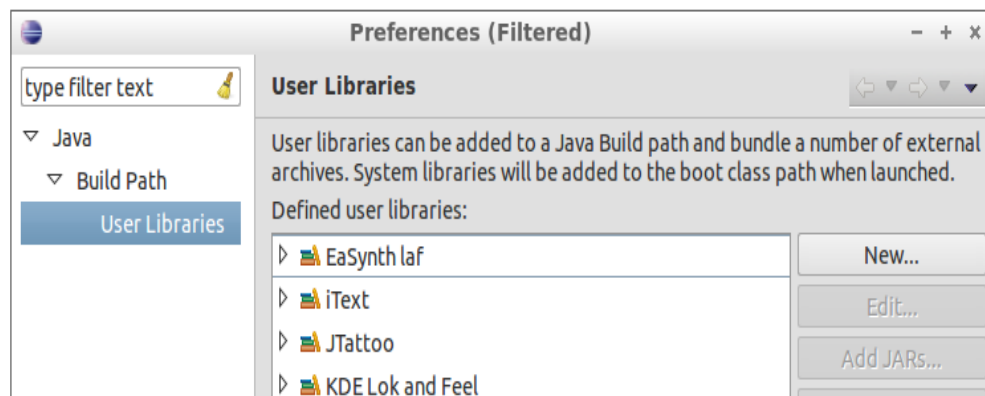 Preferences (Filtered)
type filter text
Java
Build Path
User Libraries
User Libraries
User libraries can be added to a Java Build path and bundle a number of external
archives. System libraries will be added to the boot class path when launched.
Defined user libraries:
EaSynth laf
iText
JTattoo
KDE Lok and Feel
New...
Edit...
Add JARs...